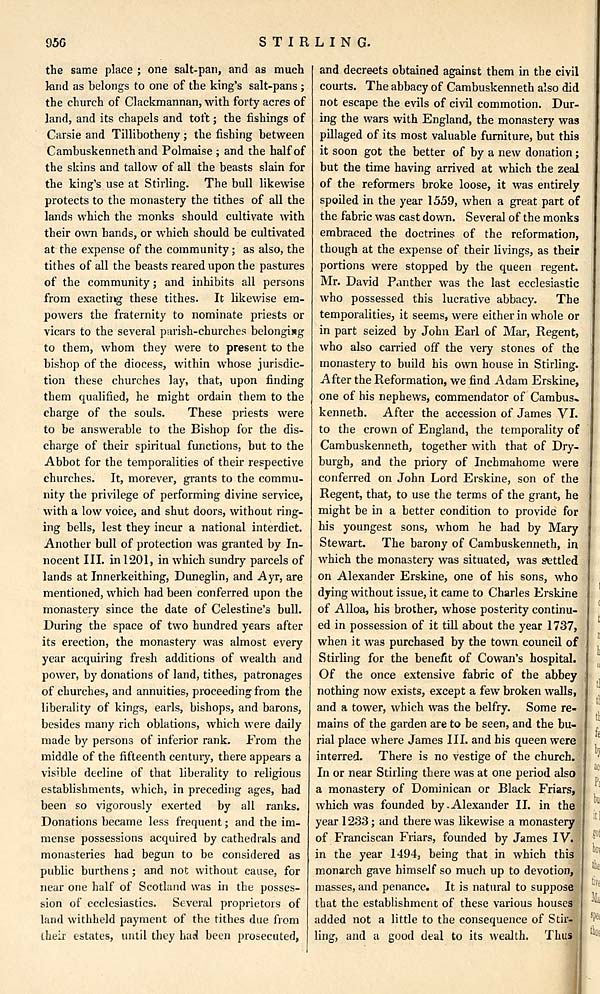 956
STIRLING.
the same place ; one salt-pan, and as much
land as belongs to one of the king's salt-pans ;
the church of Clackmannan, with forty acres of
land, and its chapels and toft ; the fishings of
Carsie and Tillibotheny ; the fishing between
Cambuskenneth and Polmaise ; and the half of
the skins and tallow of all the beasts slain for
the king's use at Stirling. The bull likewise
protects to the monastery the tithes of all the
lands which the monks should cultivate with
their own hands, or which should be cultivated
at the expense of the community ; as also, the
tithes of all the beasts reared upon the pastures
of the community ; and inhibits all persons
from exacting these tithes. It likewise em-
powers the fraternity to nominate priests or
vicars to the several parish-churches belonging
to them, whom they were to present to the
bishop of the diocess, within whose jurisdic-
tion these churches lay, that, upon finding
them qualified, he might ordain them to the
charge of the souls. These priests were
to be answerable to the Bishop for the dis-
charge of their spiritual functions, but to the
Abbot for the temporalities of their respective
churches. It, morever, grants to the commu-
nity the privilege of performing divine service,
with a low voice, and shut doors, without ring-
ing bells, lest they incur a national interdict.
Another bull of protection was granted by In-
nocent III. in 1201, in which sundry parcels of
lands at Innerkeithing, Duneglin, and Ayr, are
mentioned, which had been conferred upon the
monastery since the date of Celestine's bull.
During the space of two hundred years after
its erection, the monastery was almost every
year acquiring fresh additions of wealth and
power, by donations of land, tithes, patronages
of churches, and annuities, proceeding from the
liberality of kings, earls, bishops, and barons,
besides many rich oblations, which were daily
made by persons of inferior rank. From the
middle of the fifteenth century, there appears a
visible decline of that liberality to religious
establishments, which, in preceding ages, had
been so vigorously exerted by all ranks.
Donations became less frequent ; and the im-
mense possessions acquired by cathedrals and
monasteries had begun to be considered as
public burthens ; and not without cause, for
near one half of Scotland was in the posses-
sion of ecclesiastics. Several proprietors of
land withheld payment of the tithes due from
their estates, until they had been prosecuted,
and decreets obtained against them in the civil
courts. The abbacy of Cambuskenneth also did
not escape the evils of civil commotion. Dur-
ing the wars with England, the monastery was
pillaged of its most valuable furniture, but this
it soon got the better of by a new donation ;
but the time having arrived at which the zeal
of the reformers broke loose, it was entirely
spoiled in the year 1559, when a great part of
the fabric was cast down. Several of the monks
embraced the doctrines of the reformation,
though at the expense of their livings, as their
portions were stopped by the queen regent.
Mr. David Panther was the last ecclesiastic
who possessed this lucrative abbacy. The
temporalities, it seems, were either in whole or
in part seized by John Earl of Mar, Regent,
who also carried off the very stones of the
monastery to build his own house in Stirling.
After the Reformation, we find Adam Erskine,
one of his nephews, commendator of Cambus-
kenneth. After the accession of James VI.
to the crown of England, the temporality of
Cambuskenneth, together with that of Dry-
burgh, and the priory of Inchmahome were
conferred on John Lord Erskine, son of the
Regent, that, to use the terms of the grant, he
might be in a better condition to provide for
his youngest sons, whom he had by Mary
Stewart. The barony of Cambuskenneth, in
which the monastery was situated, was settled
on Alexander Erskine, one of his sons, who
dying without issue, it came to Charles Erskine
of Alloa, his brother, whose posterity continu-
ed in possession of it till about the year 1737,
when it was purchased by the town council of
Stirling for the benefit of Cowan's hospital.
Of the once extensive fabric of the abbey
nothing now exists, except a few broken walls,
and a tower, which was the belfry. Some re-
mains of the garden are to be seen, and the bu-
rial place where James III. and his queen were
interred. There is no vestige of the church.
In or near Stirling there was at one period also
a monastery of Dominican or Black Friars,
which was founded by Alexander II. in the
year 1233 ; and there was likewise a monastery
of Franciscan Friars, founded by James IV.
in the year 1494, being that in which this
monarch gave himself so much up to devotion,
masses, and penance. It is natural to suppose
that the establishment of these various houses
added not a little to the consequence of Stir-
ling, and a good deal to its wealth. Thus